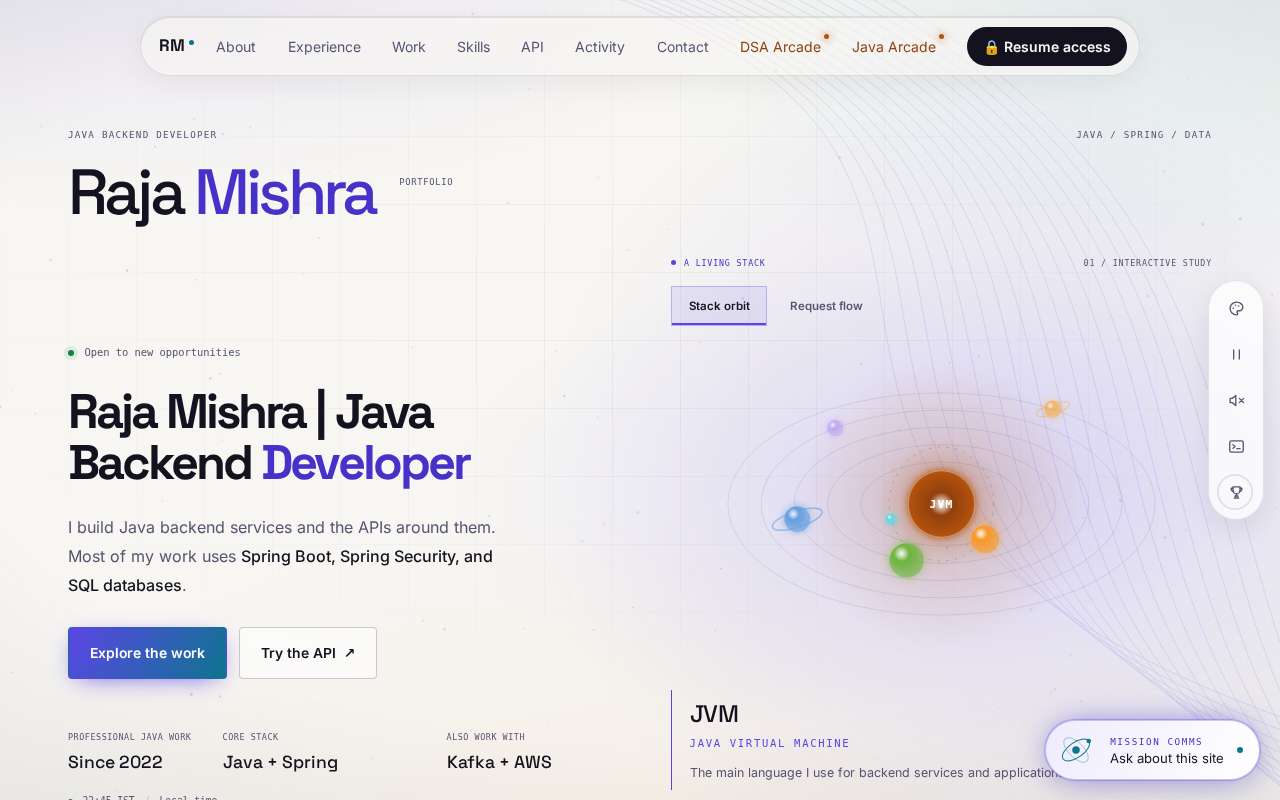 RM
About
Experience
Work
Skills
API
Activity
Contact
DSA Arcade
Java Arcade
🔒 Resume access
JAVA BACKEND DEVELOPER
JAVA / SPRING / DATA
Raja Mishra
PORTFOLIO
A LIVING STACK
01 / INTERACTIVE STUDY
Stack orbit
Request flow
Open to new opportunities
Raja Mishra | Java
Backend Developer
JVM
I build Java backend services and the APIs around them.
Most of my work uses Spring Boot, Spring Security, and
SQL databases.
Explore the work
Try the API ↗
PROFESSIONAL JAVA WORK
Since 2022
CORE STACK
Java + Spring
ALSO WORK WITH
Kafka + AWS
JVM
JAVA VIRTUAL MACHINE
The main language I use for backend services and application
MISSION COMMS
Ask about this site
22:45 IST / Local time